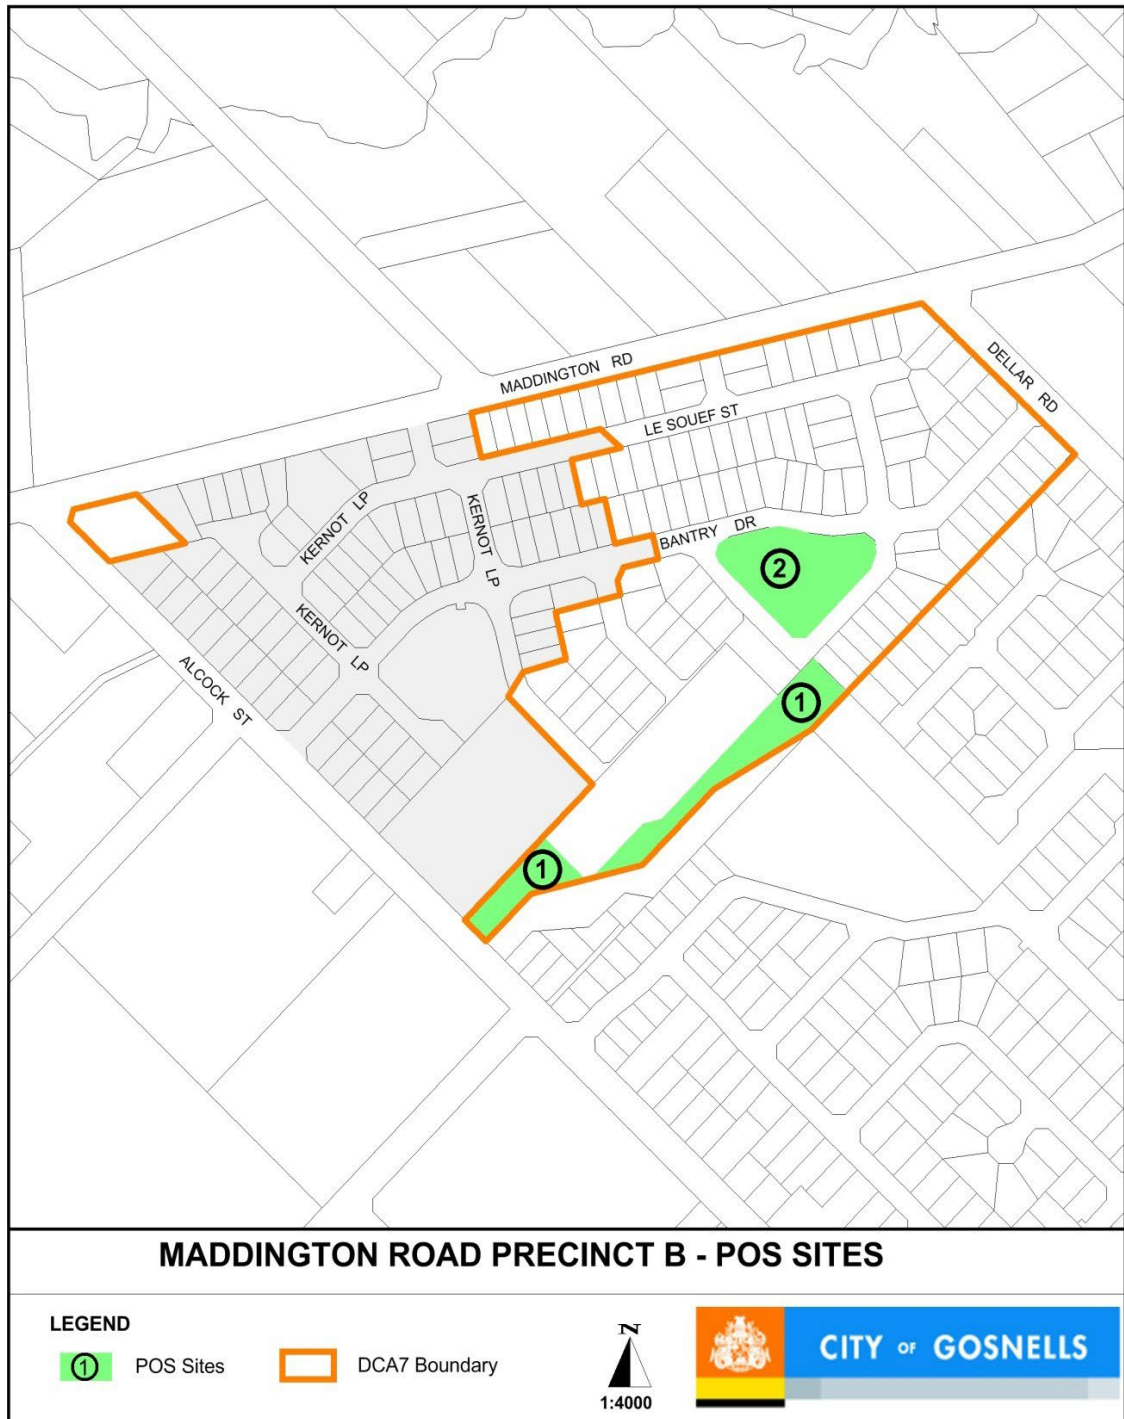 MADDINGTON RD
DELLAR RD
LE SOUEF ST
KERNOT LP
KERNOT LP
BANTRY DR
2
KERNOT LP
ALCOCK ST
1
1
MADDINGTON ROAD PRECINCT B - POS SITES
LEGEND
1 POS Sites
DCA7 Boundary
N
1:4000
CITY OF GOSNELLS